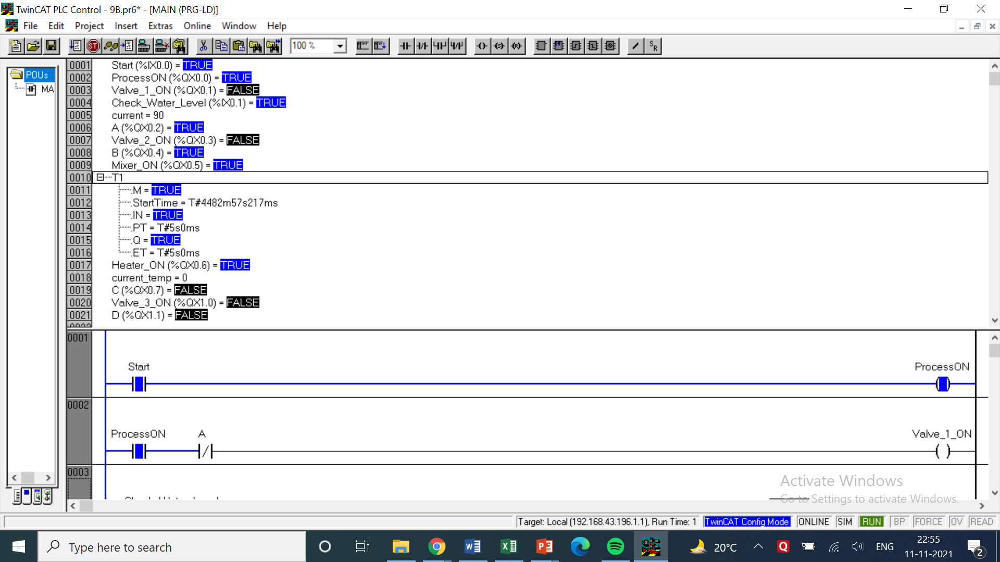 TwinCAT PLC Control - 9B.pr6* - [MAIN (PRG-LD)]
File Edit Project Insert Extras Online Window Help
100 %
POUs
MA
0001 Start (%IX0.0) = TRUE
0002 ProcessON (%QX0.0) = TRUE
0003 Valve_1_ON (%QX0.1) = FALSE
0004 Check_Water_Level (%IX0.1) = TRUE
0005 current = 90
0006 A (%QX0.2) = TRUE
0007 Valve_2_ON (%QX0.3) = FALSE
0008 B (%QX0.4) = TRUE
0009 Mixer_ON (%QX0.5) = TRUE
0010 T1
0011 .M = TRUE
0012 .StartTime = T#4482m57s217ms
0013 .IN = TRUE
0014 .PT = T#5s0ms
0015 .Q = TRUE
0016 .ET = T#5s0ms
0017 Heater_ON (%QX0.6) = TRUE
0018 current_temp = 0
0019 C (%QX0.7) = FALSE
0020 Valve_3_ON (%QX1.0) = FALSE
0021 D (%QX1.1) = FALSE
0001
Start ProcessON
0002
ProcessON A Valve_1_ON
0003
Activate Windows
Go to Settings to activate Windows.
Target: Local (192.168.43.196.1.1), Run Time: 1 TwinCAT Config Mode ONLINE SIM RUN BP FORCE OV READ
Type here to search
20°C ENG
22:55
11-11-2021
2